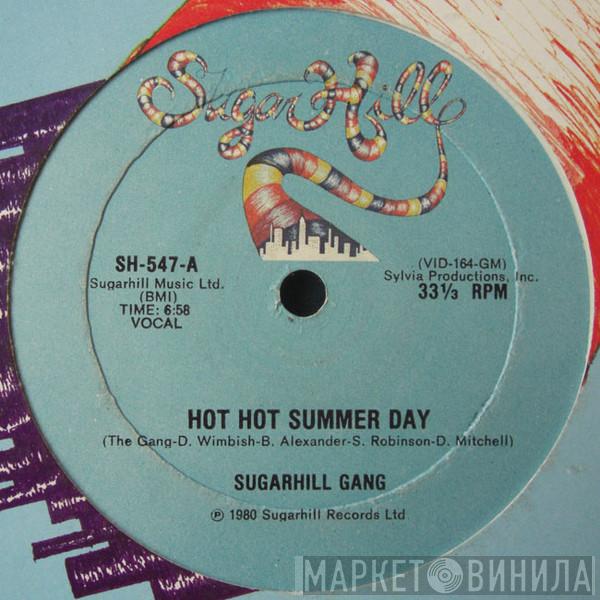 Sugar Hill
SH-547-A
Sugarhill Music Ltd.
(BMI)
TIME: 6:58
VOCAL
(VID-164-GM)
Sylvia Productions, Inc.
33⅓ RPM
HOT HOT SUMMER DAY
(The Gang-D. Wimbish-B. Alexander-S. Robinson-D. Mitchell)
SUGARHILL GANG
℗ 1980 Sugarhill Records Ltd.
МАРКЕТ ВИНИЛА